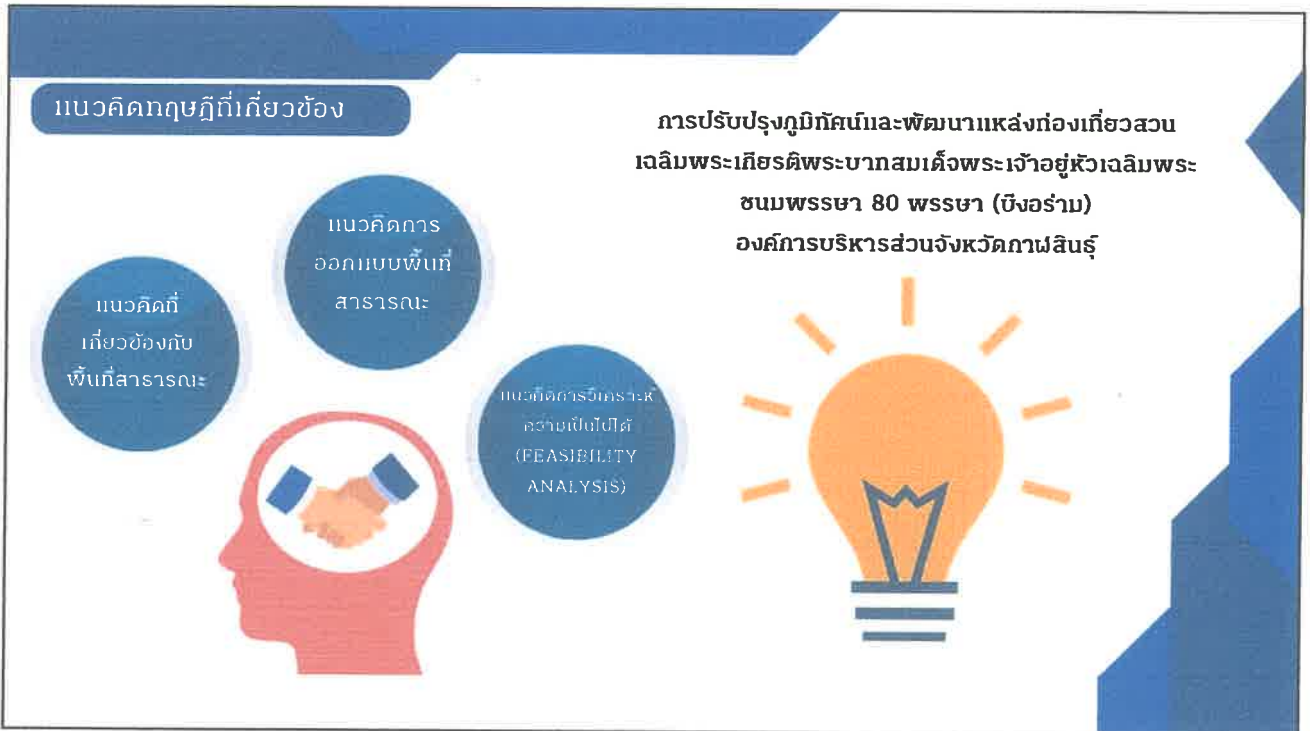 แนวคิดทฤษฎีที่เกี่ยวข้อง
การปรับปรุงภูมิทัศน์และพัฒนาแหล่งท่องเที่ยวสวน
เฉลิมพระเกียรติพระบาทสมเด็จพระเจ้าอยู่หัวเฉลิมพระ
ชนมพรรษา 80 พรรษา (บึงอร่าม)
องค์การบริหารส่วนจังหวัดกาฬสินธุ์
แนวคิดที่
เกี่ยวข้องกับ
พื้นที่สาธารณะ
แนวคิดการ
ออกแบบพื้นที่
สาธารณะ
แนวคิดการวิเคราะห์
ความเป็นไปได้
(FEASIBILITY
ANALYSIS)